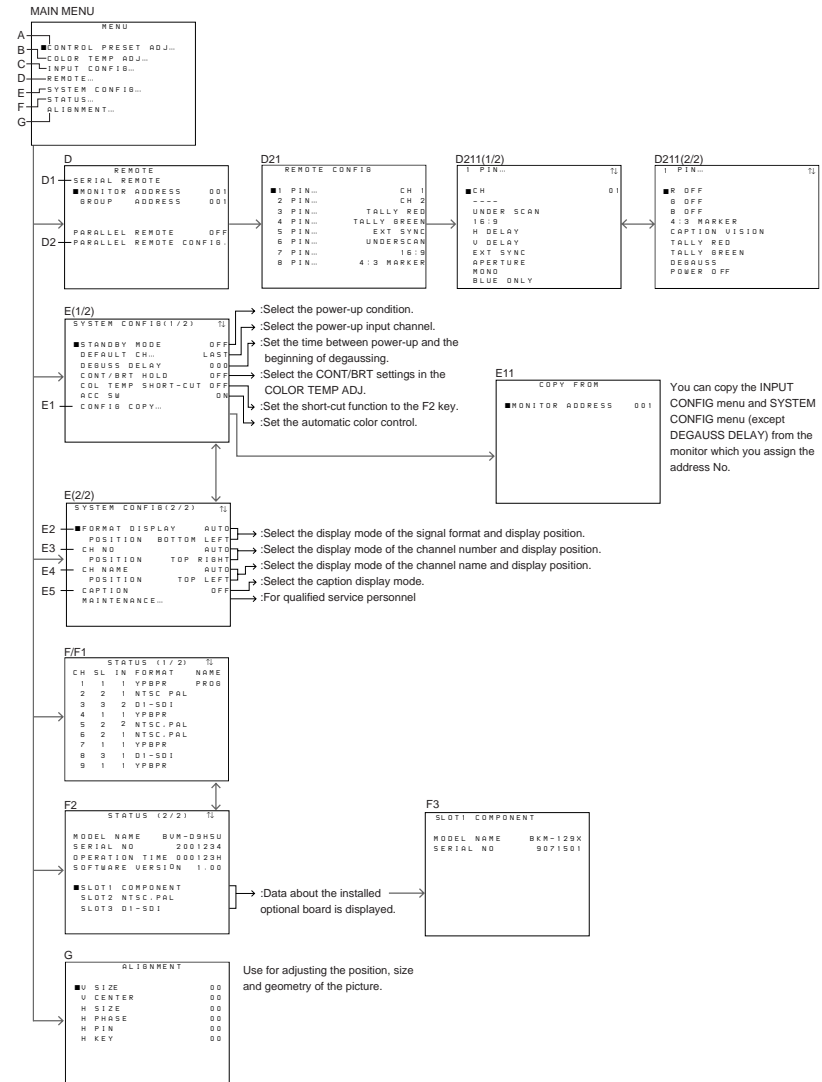 MAIN MENU
MENU
A
B
C
D
E
F
G
■CONTROL PRESET ADJ…
COLOR TEMP ADJ…
INPUT CONFIG…
REMOTE…
SYSTEM CONFIG…
STATUS…
ALIGNMENT…
D
REMOTE
D1
SERIAL REMOTE
■MONITOR ADDRESS 001
GROUP ADDRESS 001
PARALLEL REMOTE OFF
D2
PARALLEL REMOTE CONFIG.
D21
REMOTE CONFIG
■1 PIN… CH 1
2 PIN… CH 2
3 PIN… TALLY RED
4 PIN… TALLY GREEN
5 PIN… EXT SYNC
6 PIN… UNDERSCAN
7 PIN… 16:9
8 PIN… 4:3 MARKER
D211(1/2)
1 PIN… ↑↓
■CH 01
----
UNDER SCAN
16:9
H DELAY
V DELAY
EXT SYNC
APERTURE
MONO
BLUE ONLY
D211(2/2)
1 PIN… ↑↓
■R OFF
G OFF
B OFF
4:3 MARKER
CAPTION VISION
TALLY RED
TALLY GREEN
DEGAUSS
POWER OFF
E(1/2)
SYSTEM CONFIG(1/2) ↑↓
■STANDBY MODE OFF
DEFAULT CH… LAST
DEGUSS DELAY 000
CONT/BRT HOLD OFF
COL TEMP SHORT-CUT OFF
ACC SW ON
E1
CONFIG COPY…
:Select the power-up condition.
:Select the power-up input channel.
:Set the time between power-up and the
beginning of degaussing.
:Select the CONT/BRT settings in the
COLOR TEMP ADJ.
:Set the short-cut function to the F2 key.
:Set the automatic color control.
E11
COPY FROM
■MONITOR ADDRESS 001
You can copy the INPUT
CONFIG menu and SYSTEM
CONFIG menu (except
DEGAUSS DELAY) from the
monitor which you assign the
address No.
E(2/2)
SYSTEM CONFIG(2/2) ↑↓
E2
■FORMAT DISPLAY AUTO
POSITION BOTTOM LEFT
E3
CH NO AUTO
POSITION TOP RIGHT
E4
CH NAME AUTO
POSITION TOP LEFT
E5
CAPTION OFF
MAINTENANCE…
:Select the display mode of the signal format and display position.
:Select the display mode of the channel number and display position.
:Select the display mode of the channel name and display position.
:Select the caption display mode.
:For qualified service personnel
F/F1
STATUS (1/2) ↑↓
CH SL IN FORMAT NAME
1 1 1 YPBPR PROG
2 2 1 NTSC PAL
3 3 2 D1-SDI
4 1 1 YPBPR
5 2 2 NTSC.PAL
6 2 1 NTSC.PAL
7 1 1 YPBPR
8 3 1 D1-SDI
9 1 1 YPBPR
F2
STATUS (2/2) ↑↓
MODEL NAME BVM-D9H5U
SERIAL NO 2001234
OPERATION TIME 000123H
SOFTWARE VERSION 1.00
■SLOT1 COMPONENT
SLOT2 NTSC.PAL
SLOT3 D1-SDI
:Data about the installed
optional board is displayed.
F3
SLOT1 COMPONENT
MODEL NAME BKM-129X
SERIAL NO 9071501
G
ALIGNMENT
■V SIZE 00
V CENTER 00
H SIZE 00
H PHASE 00
H PIN 00
H KEY 00
Use for adjusting the position, size
and geometry of the picture.